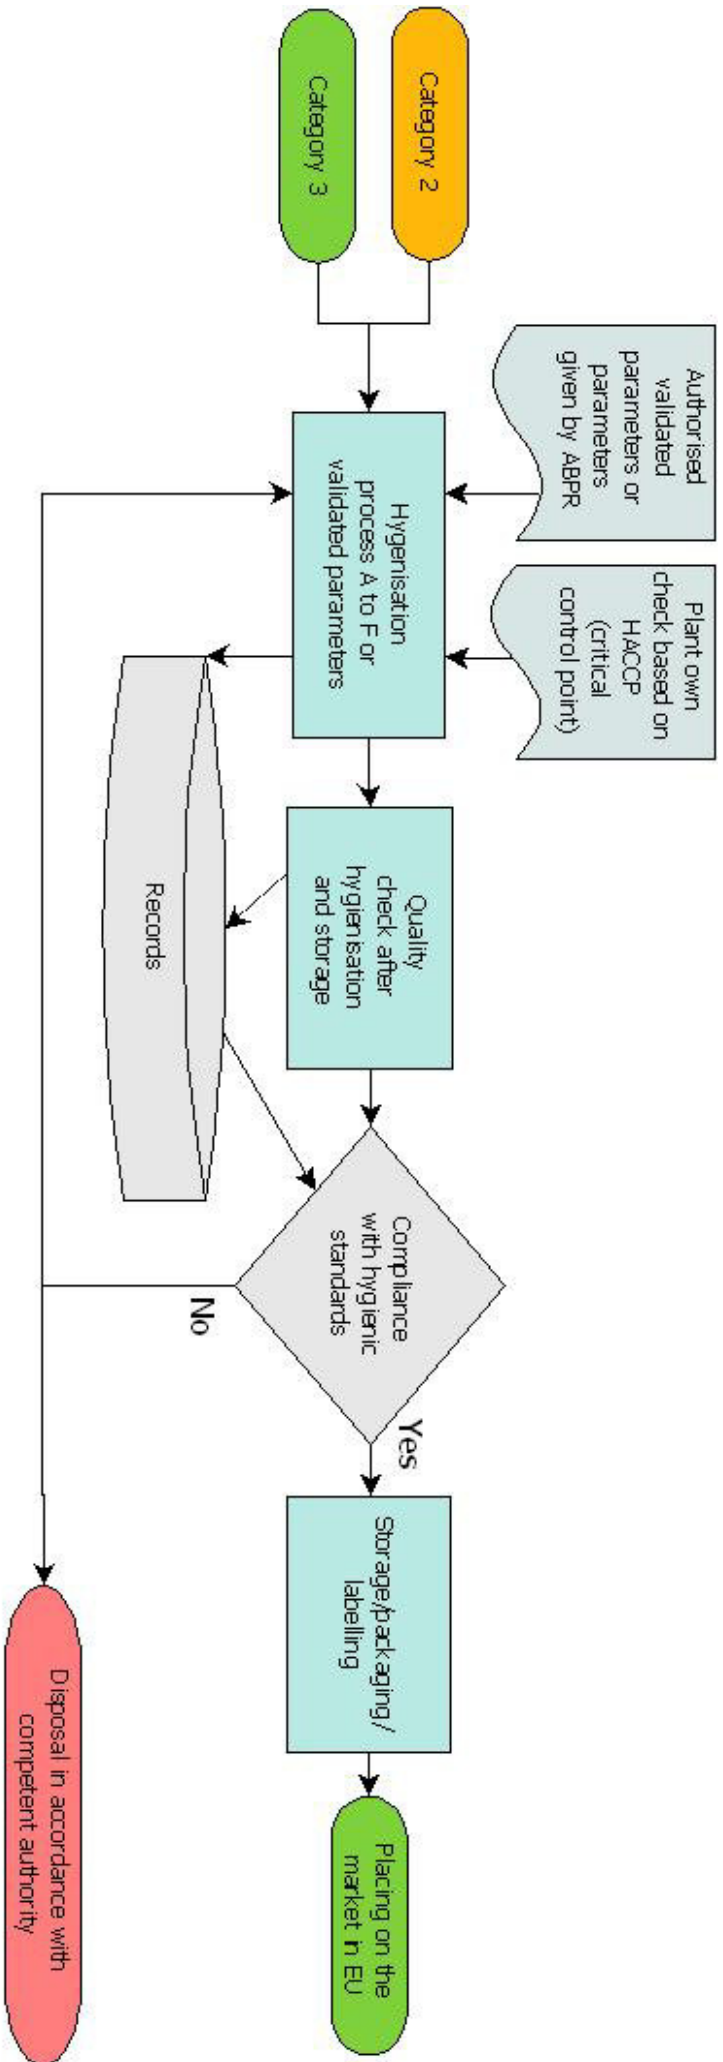 Category 2
Category 3
Authorised
validated
parameters or
parameters
given by ABPR
Plant own
check based on
HACCP
(critical
control point)
Hygenisation
process A to F or
validated parameters
Quality
check after
hygienisation
and storage
Records
Compliance
with hygienic
standards
Yes
No
Storage/packaging/
labelling
Placing on the
market in EU
Disposal in accordance with
competent authority